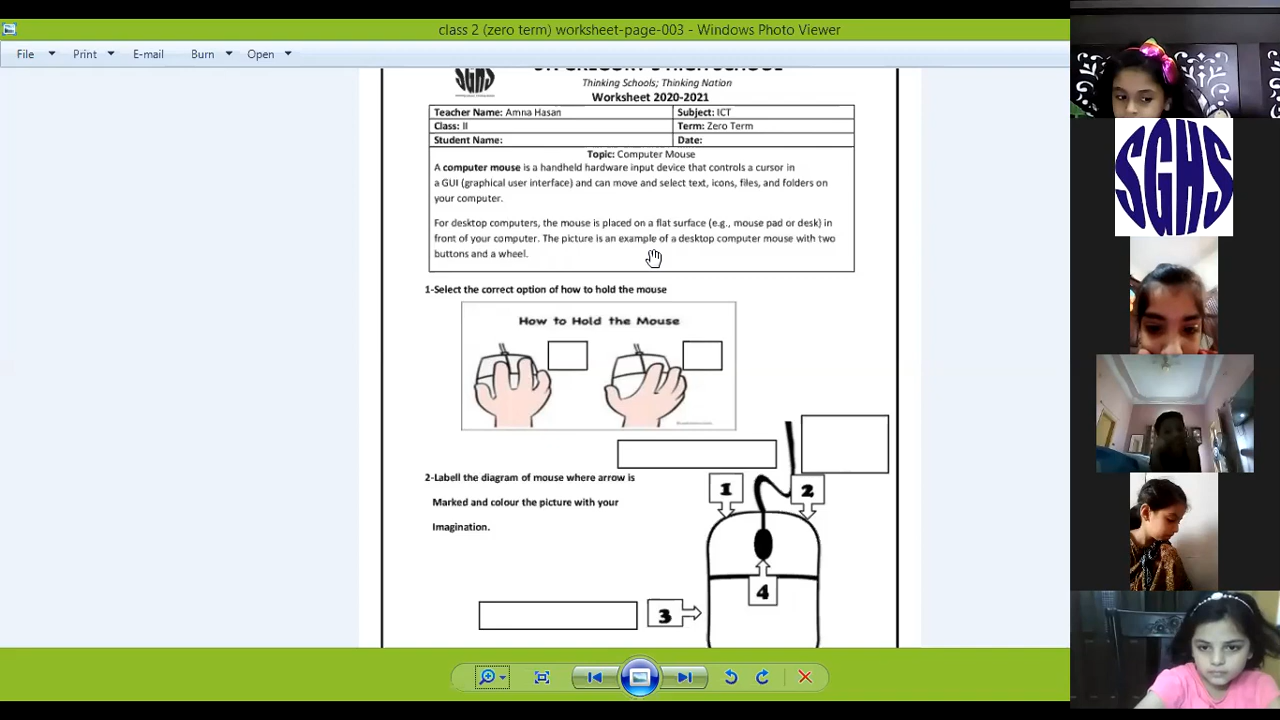 class 2 (zero term) worksheet-page-003 - Windows Photo Viewer
File Print E-mail Burn Open
SGHS
Thinking Schools; Thinking Nation
Worksheet 2020-2021
Teacher Name: Amna Hasan Subject: ICT
Class: II Term: Zero Term
Student Name: Date:
Topic: Computer Mouse
A computer mouse is a handheld hardware input device that controls a cursor in
a GUI (graphical user interface) and can move and select text, icons, files, and folders on
your computer.
For desktop computers, the mouse is placed on a flat surface (e.g., mouse pad or desk) in
front of your computer. The picture is an example of a desktop computer mouse with two
buttons and a wheel.
1-Select the correct option of how to hold the mouse
How to Hold the Mouse
2-Labell the diagram of mouse where arrow is
Marked and colour the picture with your
Imagination.
1
2
4
3
SGHS